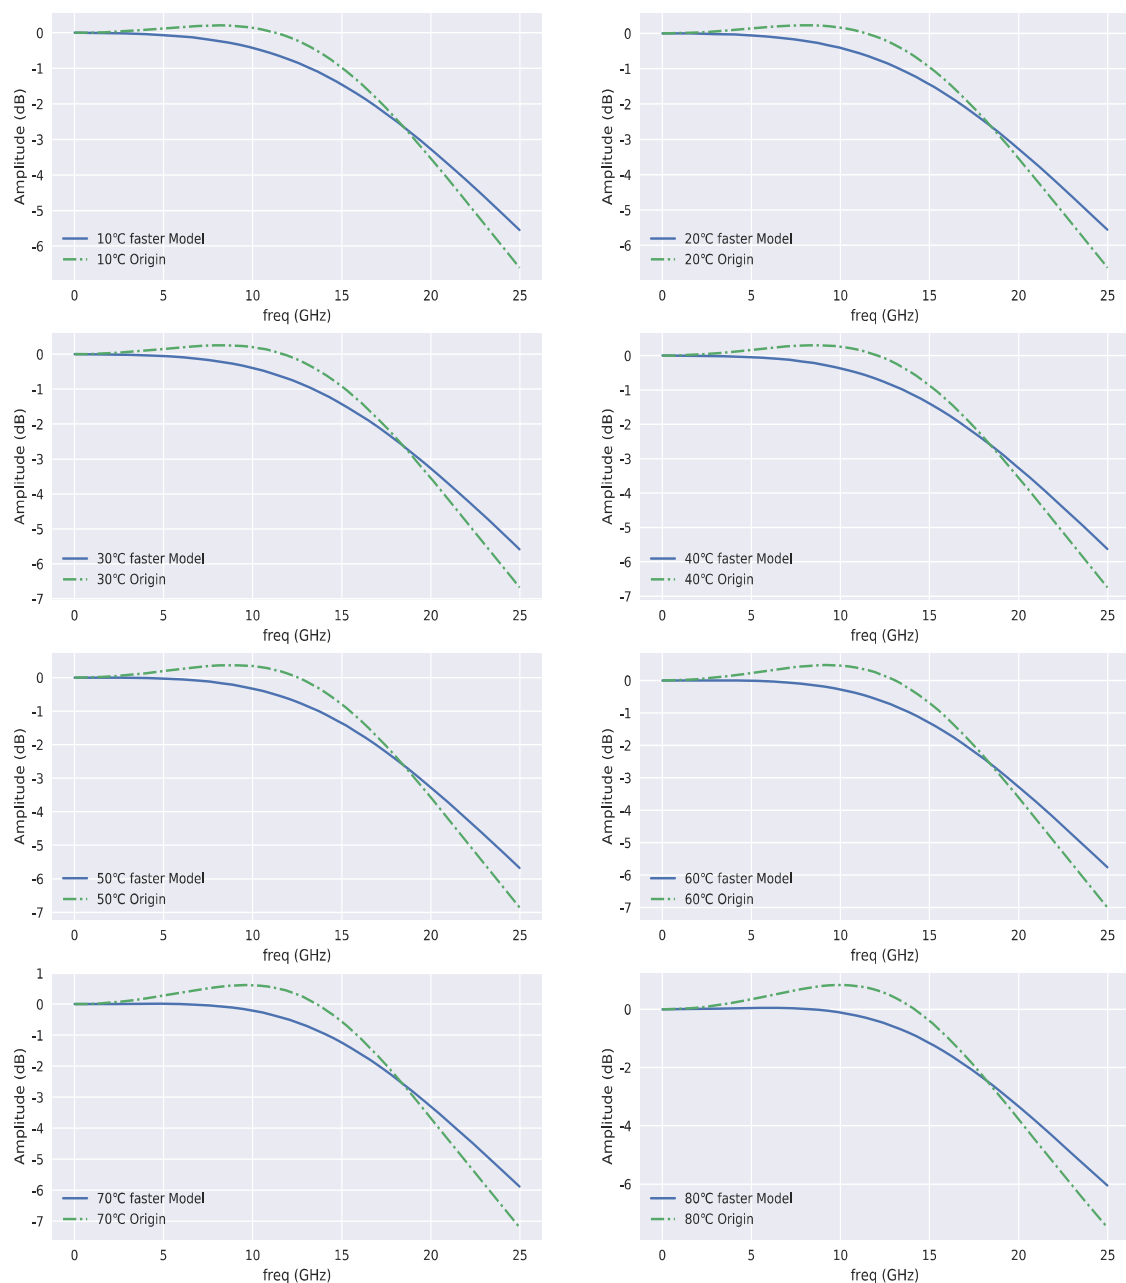 0
-1
-2
-3
-4
-5
-6
Amplitude (dB)
10℃ faster Model
10℃ Origin
0 5 10 15 20 25
freq (GHz)
0
-1
-2
-3
-4
-5
-6
Amplitude (dB)
20℃ faster Model
20℃ Origin
0 5 10 15 20 25
freq (GHz)
0
-1
-2
-3
-4
-5
-6
-7
Amplitude (dB)
30℃ faster Model
30℃ Origin
0 5 10 15 20 25
freq (GHz)
0
-1
-2
-3
-4
-5
-6
-7
Amplitude (dB)
40℃ faster Model
40℃ Origin
0 5 10 15 20 25
freq (GHz)
0
-1
-2
-3
-4
-5
-6
-7
Amplitude (dB)
50℃ faster Model
50℃ Origin
0 5 10 15 20 25
freq (GHz)
0
-1
-2
-3
-4
-5
-6
-7
Amplitude (dB)
60℃ faster Model
60℃ Origin
0 5 10 15 20 25
freq (GHz)
1
0
-1
-2
-3
-4
-5
-6
-7
Amplitude (dB)
70℃ faster Model
70℃ Origin
0 5 10 15 20 25
freq (GHz)
0
-2
-4
-6
Amplitude (dB)
80℃ faster Model
80℃ Origin
0 5 10 15 20 25
freq (GHz)